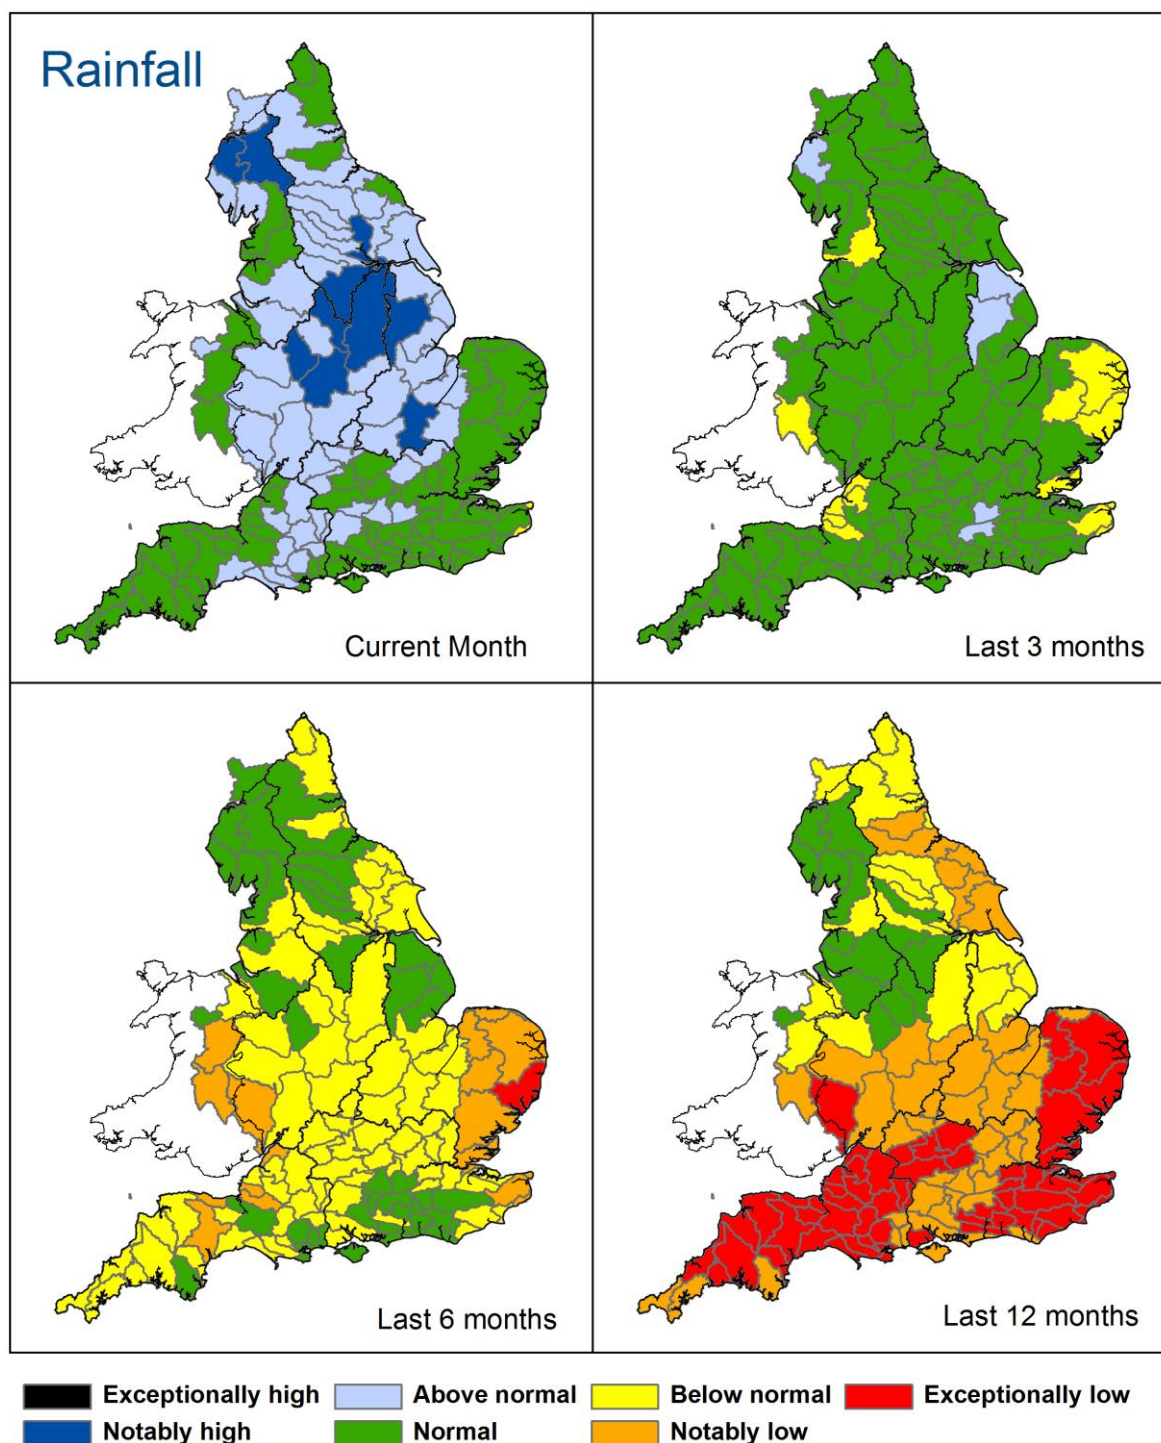 Rainfall
Current Month
Last 3 months
Last 6 months
Last 12 months
Exceptionally high
Above normal
Below normal
Exceptionally low
Notably high
Normal
Notably low